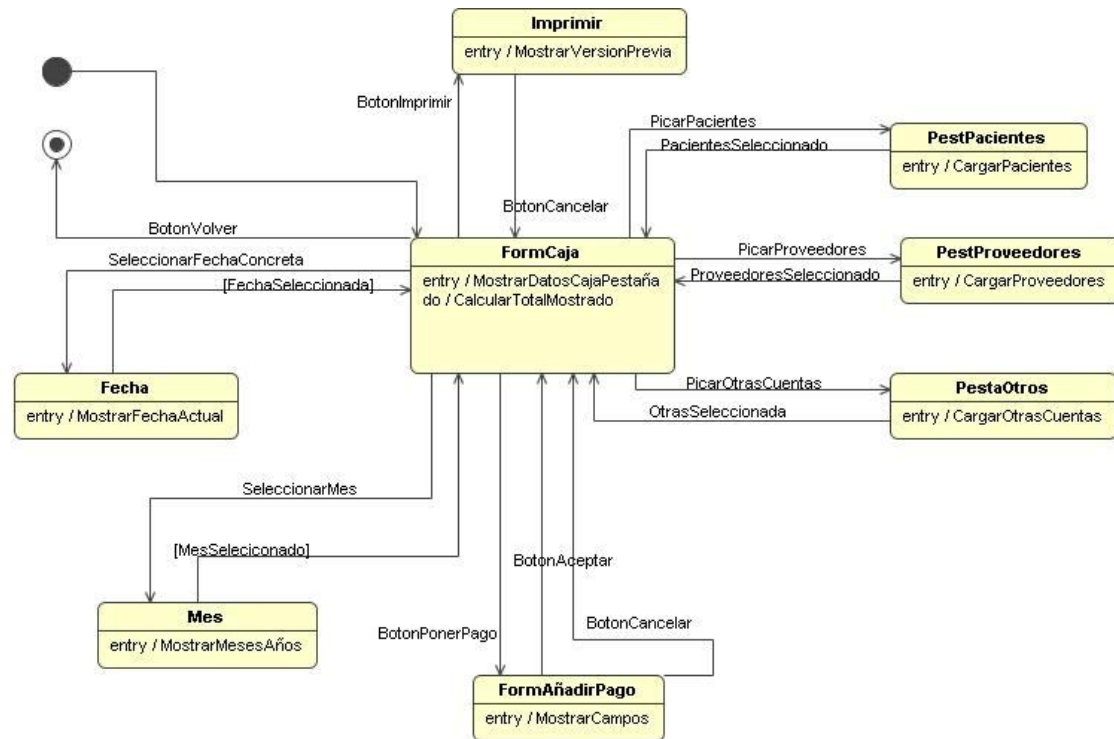 Imprimir
entry / MostrarVersionPrevia
BotonImprimir
PicarPacientes
PestPacientes
PacientesSeleccionado
entry / CargarPacientes
BotonCancelar
BotonVolver
FormCaja
PicarProveedores
PestProveedores
SeleccionarFechaConcreta
entry / MostrarDatosCajaPestaña
ProveedoresSeleccionado
entry / CargarProveedores
[FechaSeleccionada]
do / CalcularTotalMostrado
Fecha
PicarOtrasCuentas
PestaOtros
entry / MostrarFechaActual
OtrasSeleccionada
entry / CargarOtrasCuentas
SeleccionarMes
[MesSeleciconado]
BotonAceptar
Mes
BotonCancelar
entry / MostrarMesesAños
BotonPonerPago
FormAñadirPago
entry / MostrarCampos